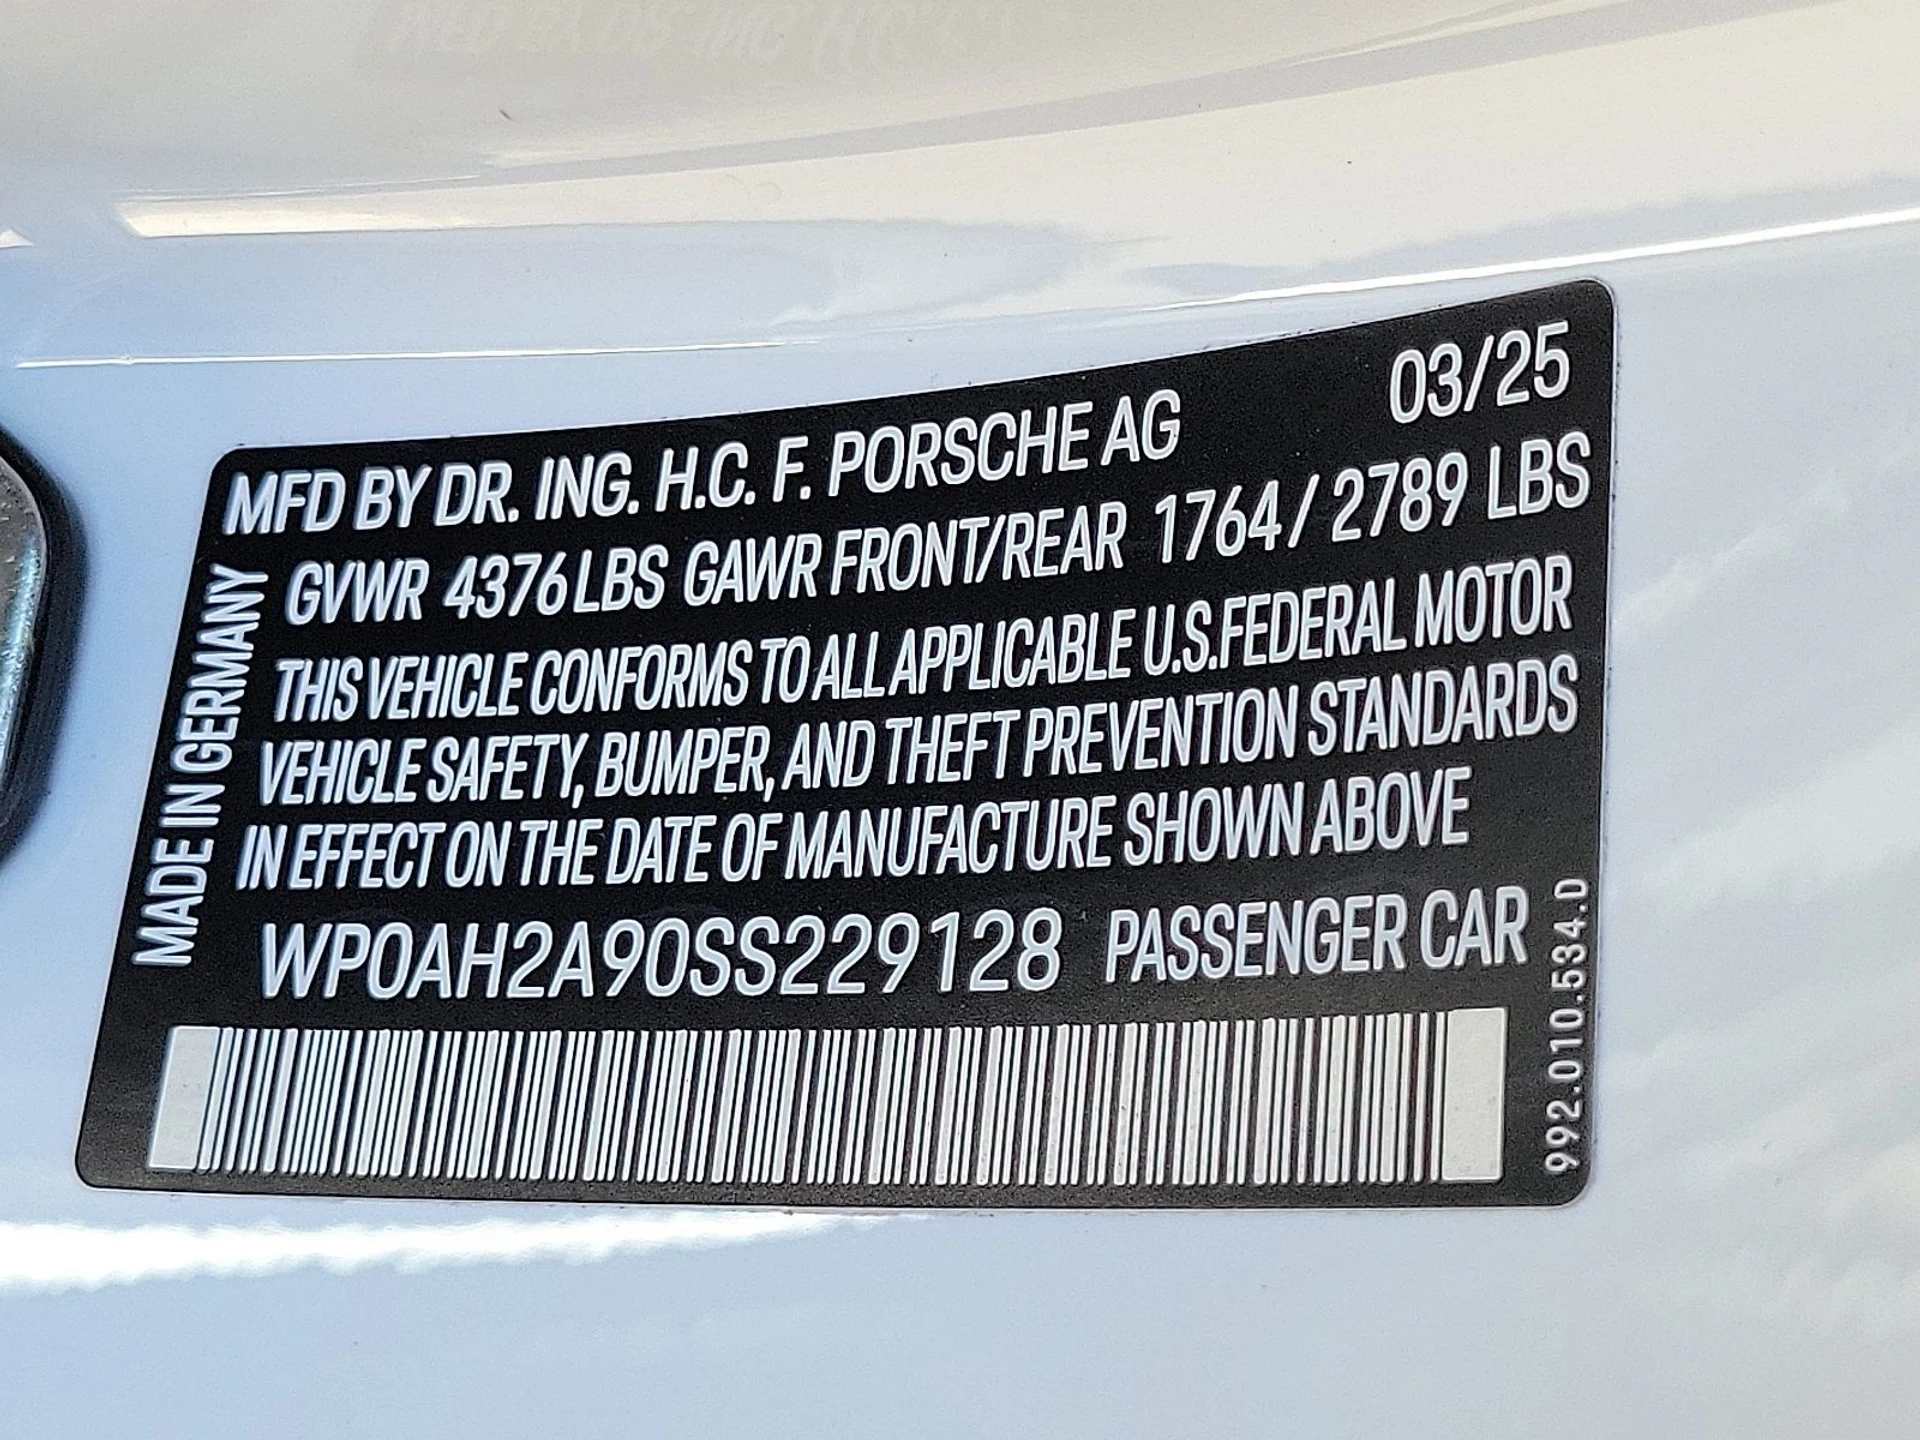 MFD BY DR. ING. H.C. F. PORSCHE AG 03/25
GVWR 4376 LBS GAWR FRONT/REAR 1764 / 2789 LBS
THIS VEHICLE CONFORMS TO ALL APPLICABLE U.S. FEDERAL MOTOR
VEHICLE SAFETY, BUMPER, AND THEFT PREVENTION STANDARDS
IN EFFECT ON THE DATE OF MANUFACTURE SHOWN ABOVE
WP0AH2A90SS229128 PASSENGER CAR
MADE IN GERMANY
992.010.534.D